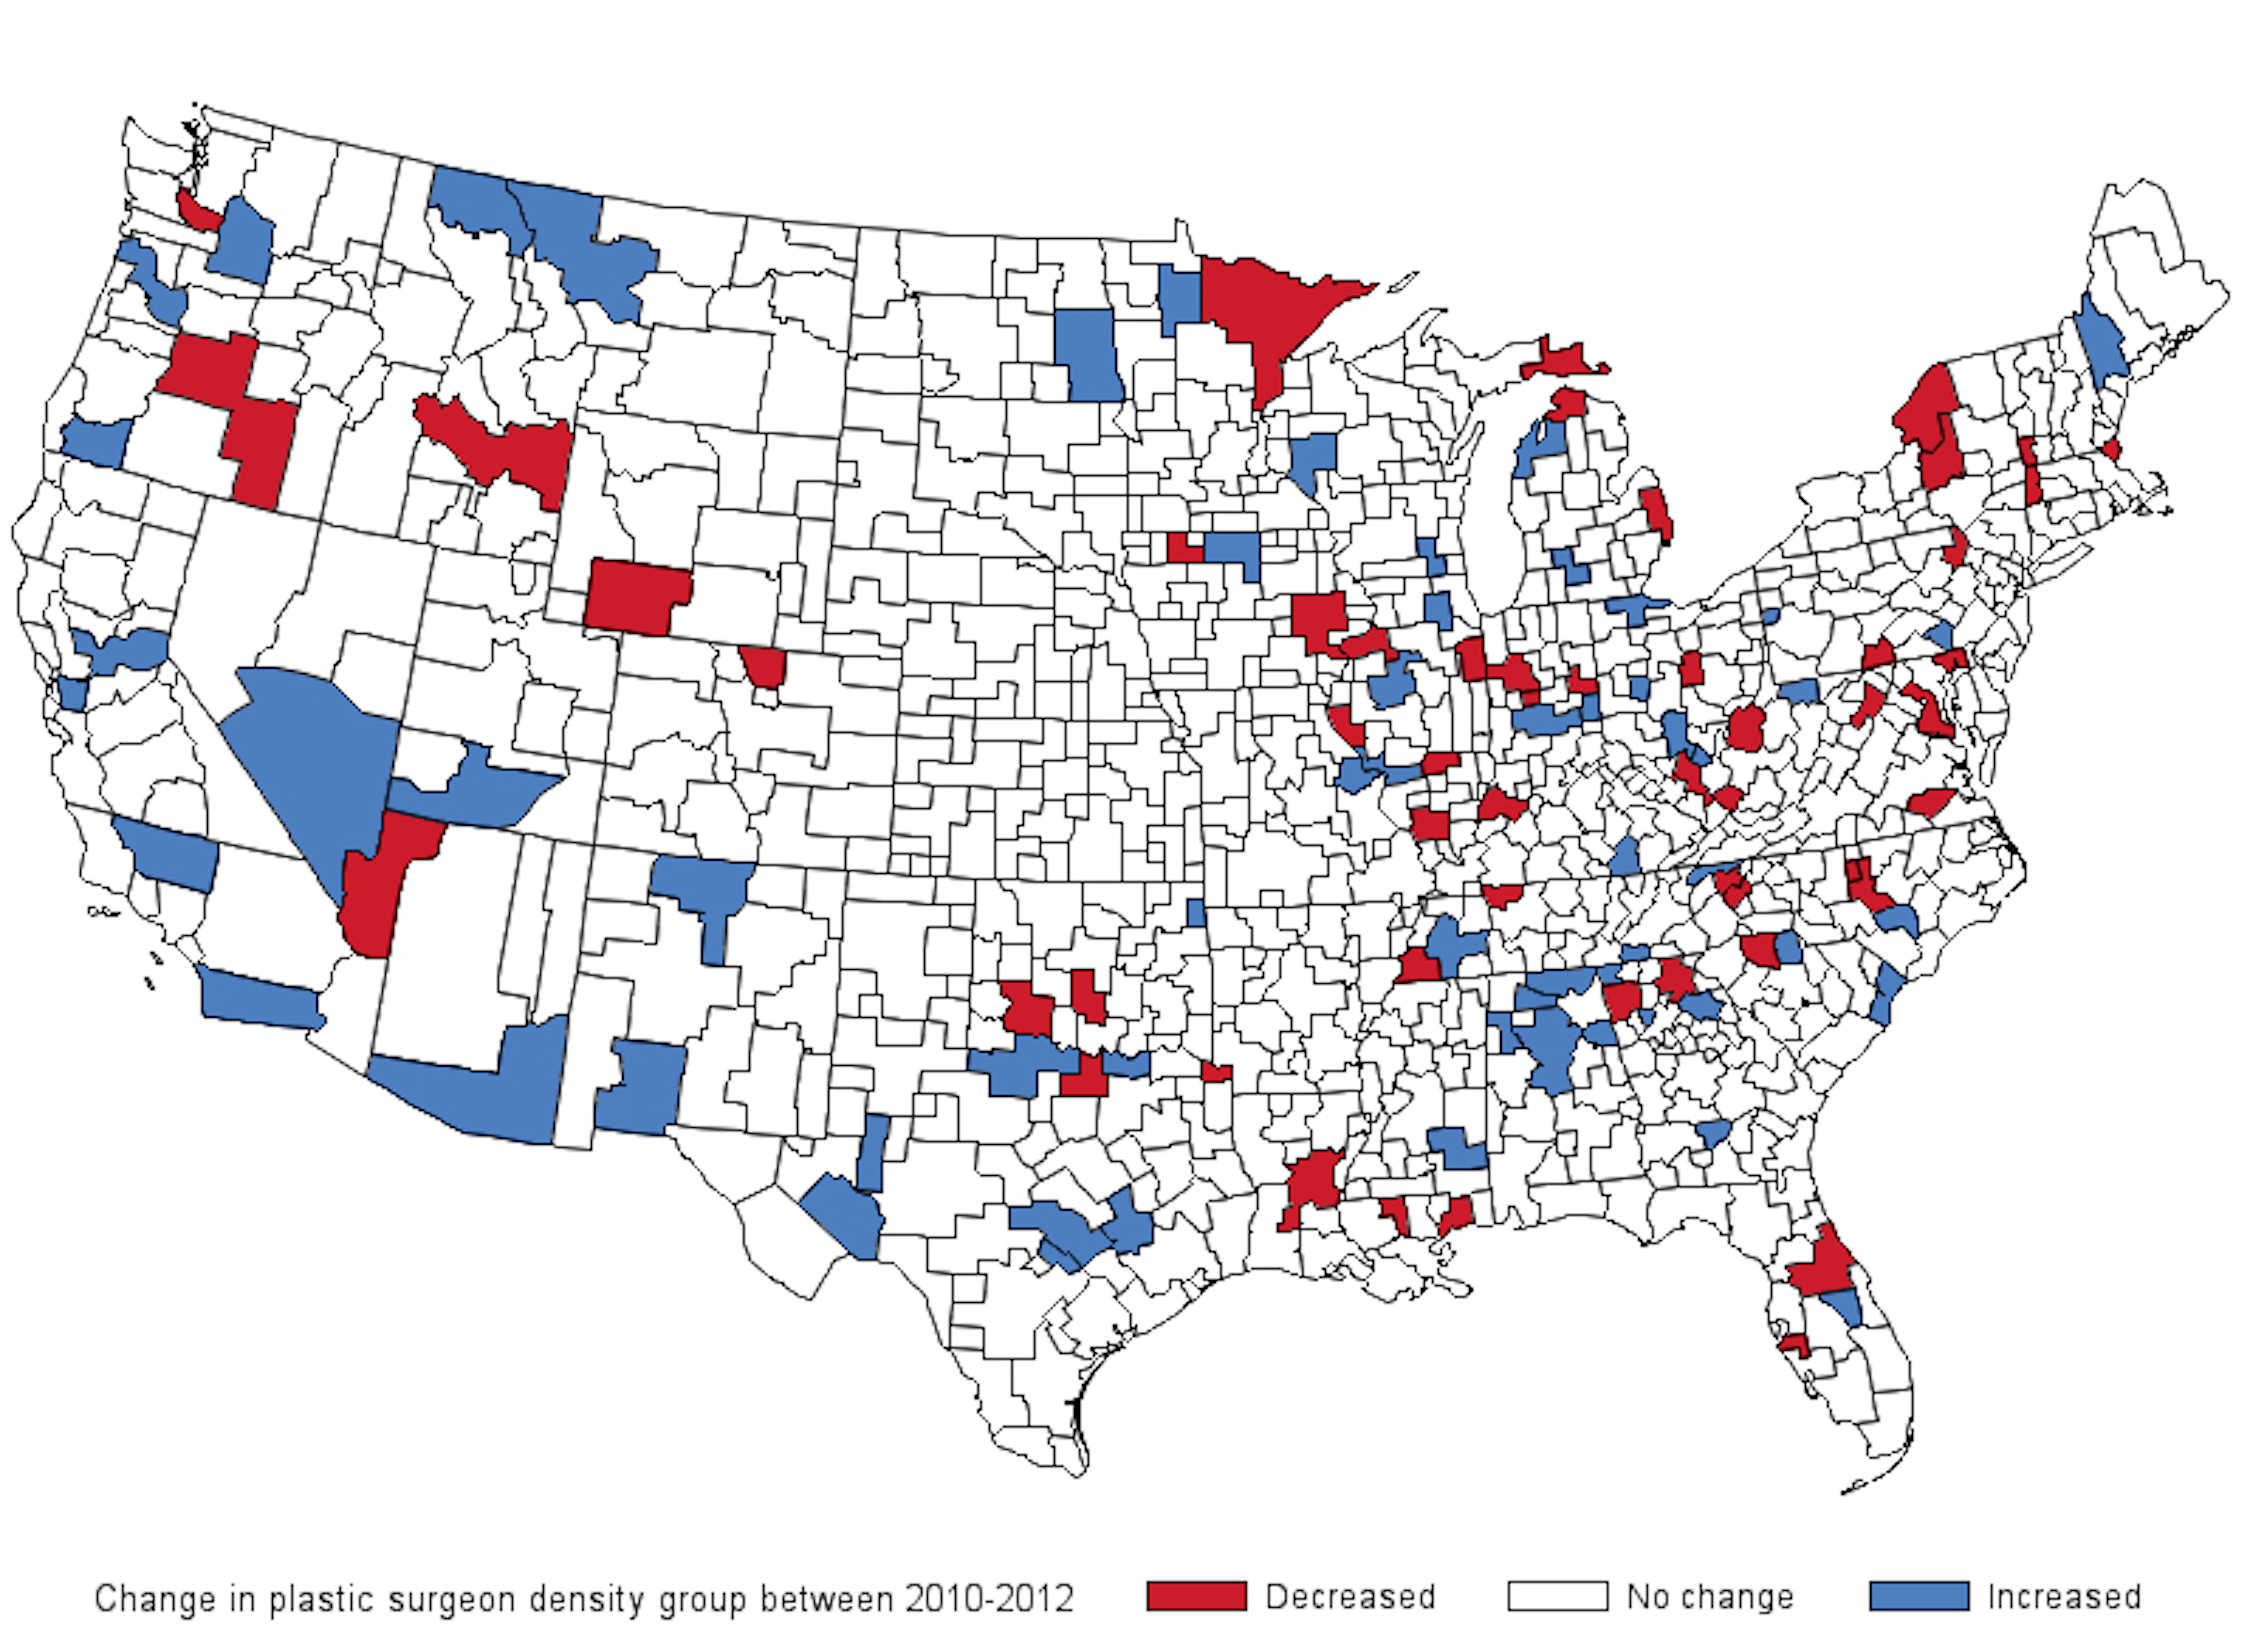 Change in plastic surgeon density group between 2010-2012 Decreased No change Increased